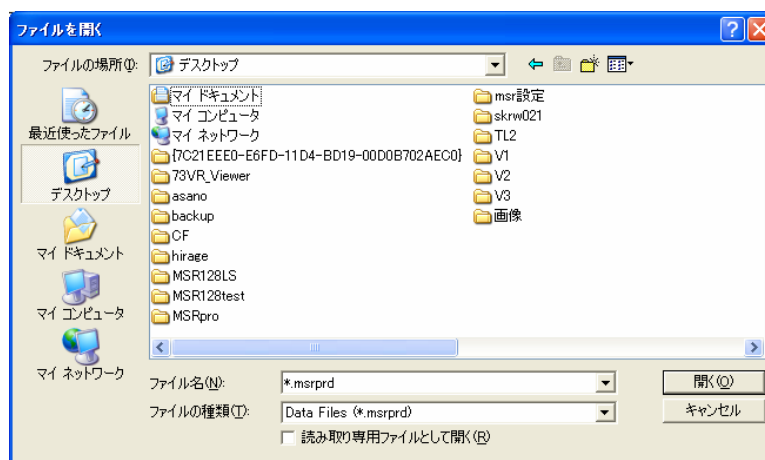 ファイルを開く
ファイルの場所(I):
デスクトップ
最近使ったファイル
デスクトップ
マイ ドキュメント
マイ コンピュータ
マイ ネットワーク
マイ ドキュメント
マイ コンピュータ
マイ ネットワーク
{7C21EEE0-E6FD-11D4-BD19-00D0B702AEC0}
73VR_Viewer
asano
backup
CF
hirage
MSR128LS
MSR128test
MSRpro
msr設定
skrw021
TL2
V1
V2
V3
画像
ファイル名(N):
*.msrprd
開く(O)
ファイルの種類(T):
Data Files (*.msrprd)
キャンセル
読み取り専用ファイルとして開く(R)